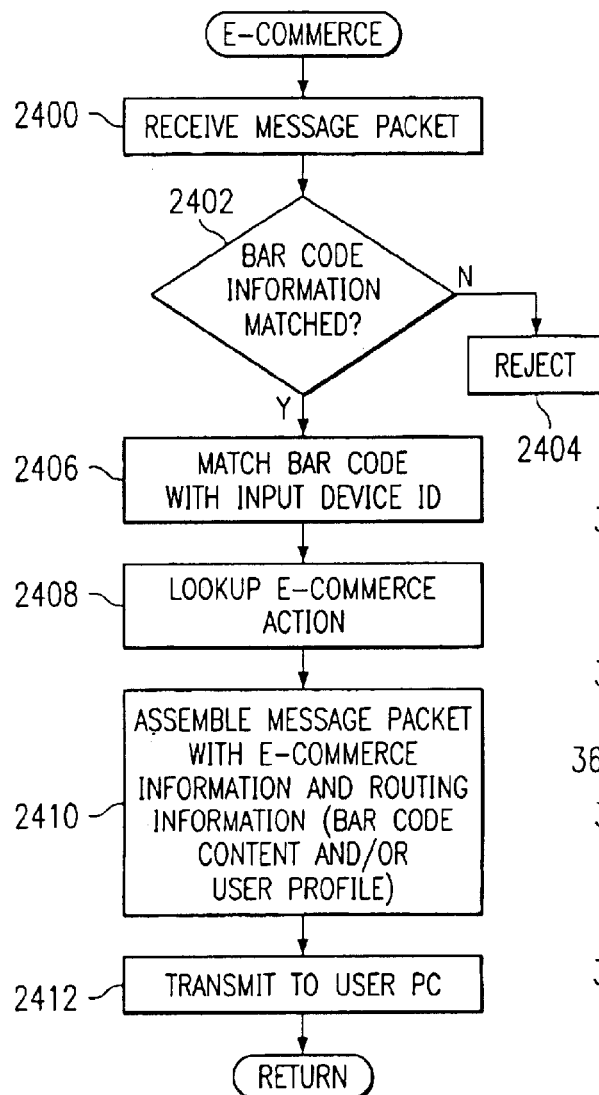 E-COMMERCE
2400
RECEIVE MESSAGE PACKET
2402
BAR CODE
INFORMATION
MATCHED?
N
REJECT
2404
Y
2406
MATCH BAR CODE
WITH INPUT DEVICE ID
2408
LOOKUP E-COMMERCE
ACTION
2410
ASSEMBLE MESSAGE PACKET
WITH E-COMMERCE
INFORMATION AND ROUTING
INFORMATION (BAR CODE
CONTENT AND/OR
USER PROFILE)
36
2412
TRANSMIT TO USER PC
RETURN